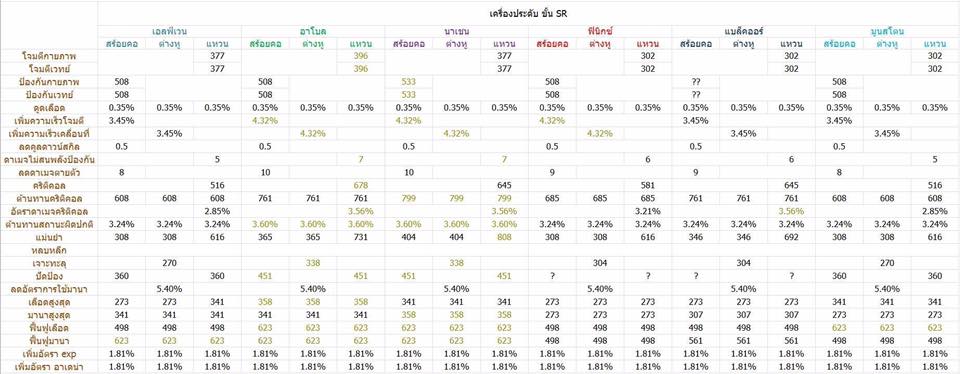 เครื่องประดับ ขั้น SR
เอลฟีเวน อาโบล นาเชน ฟีนิกซ์ แบล็คออร์ มูนสโตน
สร้อยคอ ต่างหู แหวน สร้อยคอ ต่างหู แหวน สร้อยคอ ต่างหู แหวน สร้อยคอ ต่างหู แหวน สร้อยคอ ต่างหู แหวน สร้อยคอ ต่างหู แหวน
โจมตีกายภาพ 377 396 377 302 302 302
โจมตีเวทย์ 377 396 377 302 302 302
ป้องกันกายภาพ 508 508 533 508 ?? 508
ป้องกันเวทย์ 508 508 533 508 ?? 508
ดูดเลือด 0.35% 0.35% 0.35% 0.35% 0.35% 0.35% 0.35% 0.35% 0.35% 0.35% 0.35% 0.35% 0.35% 0.35% 0.35% 0.35% 0.35% 0.35%
เพิ่มความเร็วโจมตี 3.45% 4.32% 4.32% 4.32% 3.45% 3.45%
เพิ่มความเร็วเคลื่อนที่ 3.45% 4.32% 4.32% 4.32% 3.45% 3.45%
ลดคูลดาวน์สกิล 0.5 0.5 0.5 0.5 0.5 0.5
ดาเมจไม่สนพลังป้องกัน 5 7 7 6 6 5
ลดดาเมจตายตัว 8 10 10 9 9 8
คริติคอล 516 678 645 581 645 516
ต้านทานคริติคอล 608 608 608 761 761 761 799 799 799 685 685 685 761 761 761 608 608 608
อัตราดาเมจคริติคอล 2.85% 3.56% 3.56% 3.21% 3.56% 2.85%
ต้านทานสถานะผิดปกติ 3.24% 3.24% 3.24% 3.60% 3.60% 3.60% 3.60% 3.60% 3.60% 3.24% 3.24% 3.24% 3.24% 3.24% 3.24% 3.24% 3.24% 3.24%
แม่นยำ 308 308 616 365 365 731 404 404 808 308 308 616 346 346 692 308 308 616
หลบหลีก
เจาะทะลุ 270 338 338 304 304 270
ปัดป้อง 360 360 451 451 451 451 ? ? ? ? 360 360
ลดอัตราการใช้มานา 5.40% 5.40% 5.40% 5.40% 5.40% 5.40%
เลือดสูงสุด 273 273 341 358 358 358 341 341 341 273 273 273 273 273 273 341 341 341
มานาสูงสุด 341 341 341 341 341 341 358 358 358 273 273 273 307 307 307 273 273 341
ฟื้นฟูเลือด 498 498 498 623 623 623 623 623 623 498 498 498 498 498 498 623 623 623
ฟื้นฟูมานา 623 623 623 623 623 623 623 623 623 498 498 498 561 561 561 498 498 498
เพิ่มอัตรา exp 1.81% 1.81% 1.81% 1.81% 1.81% 1.81% 1.81% 1.81% 1.81% 1.81% 1.81% 1.81% 1.81% 1.81% 1.81% 1.81% 1.81% 1.81%
เพิ่มอัตรา อาเดน่า 1.81% 1.81% 1.81% 1.81% 1.81% 1.81% 1.81% 1.81% 1.81% 1.81% 1.81% 1.81% 1.81% 1.81% 1.81% 1.81% 1.81% 1.81%